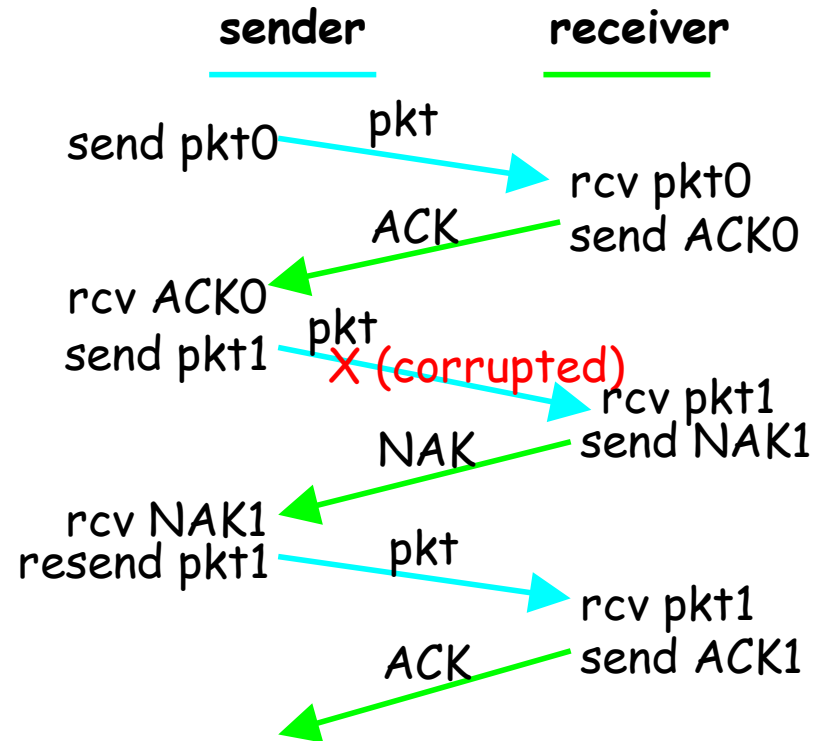 sender receiver
pkt
send pkt0
rcv pkt0
ACK
send ACK0
rcv ACK0
pkt
send pkt1
X (corrupted)
rcv pkt1
NAK
send NAK1
rcv NAK1
pkt
resend pkt1
rcv pkt1
ACK
send ACK1